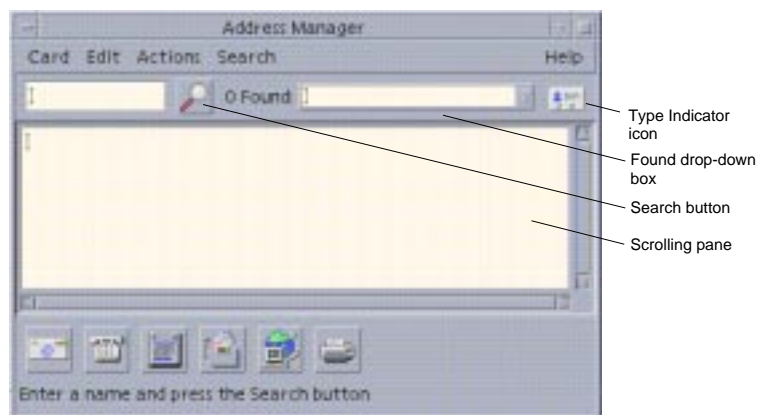 Address Manager
Card Edit Actions Search Help
0 Found
Type Indicator
icon
Found drop-down
box
Search button
Scrolling pane
Enter a name and press the Search button